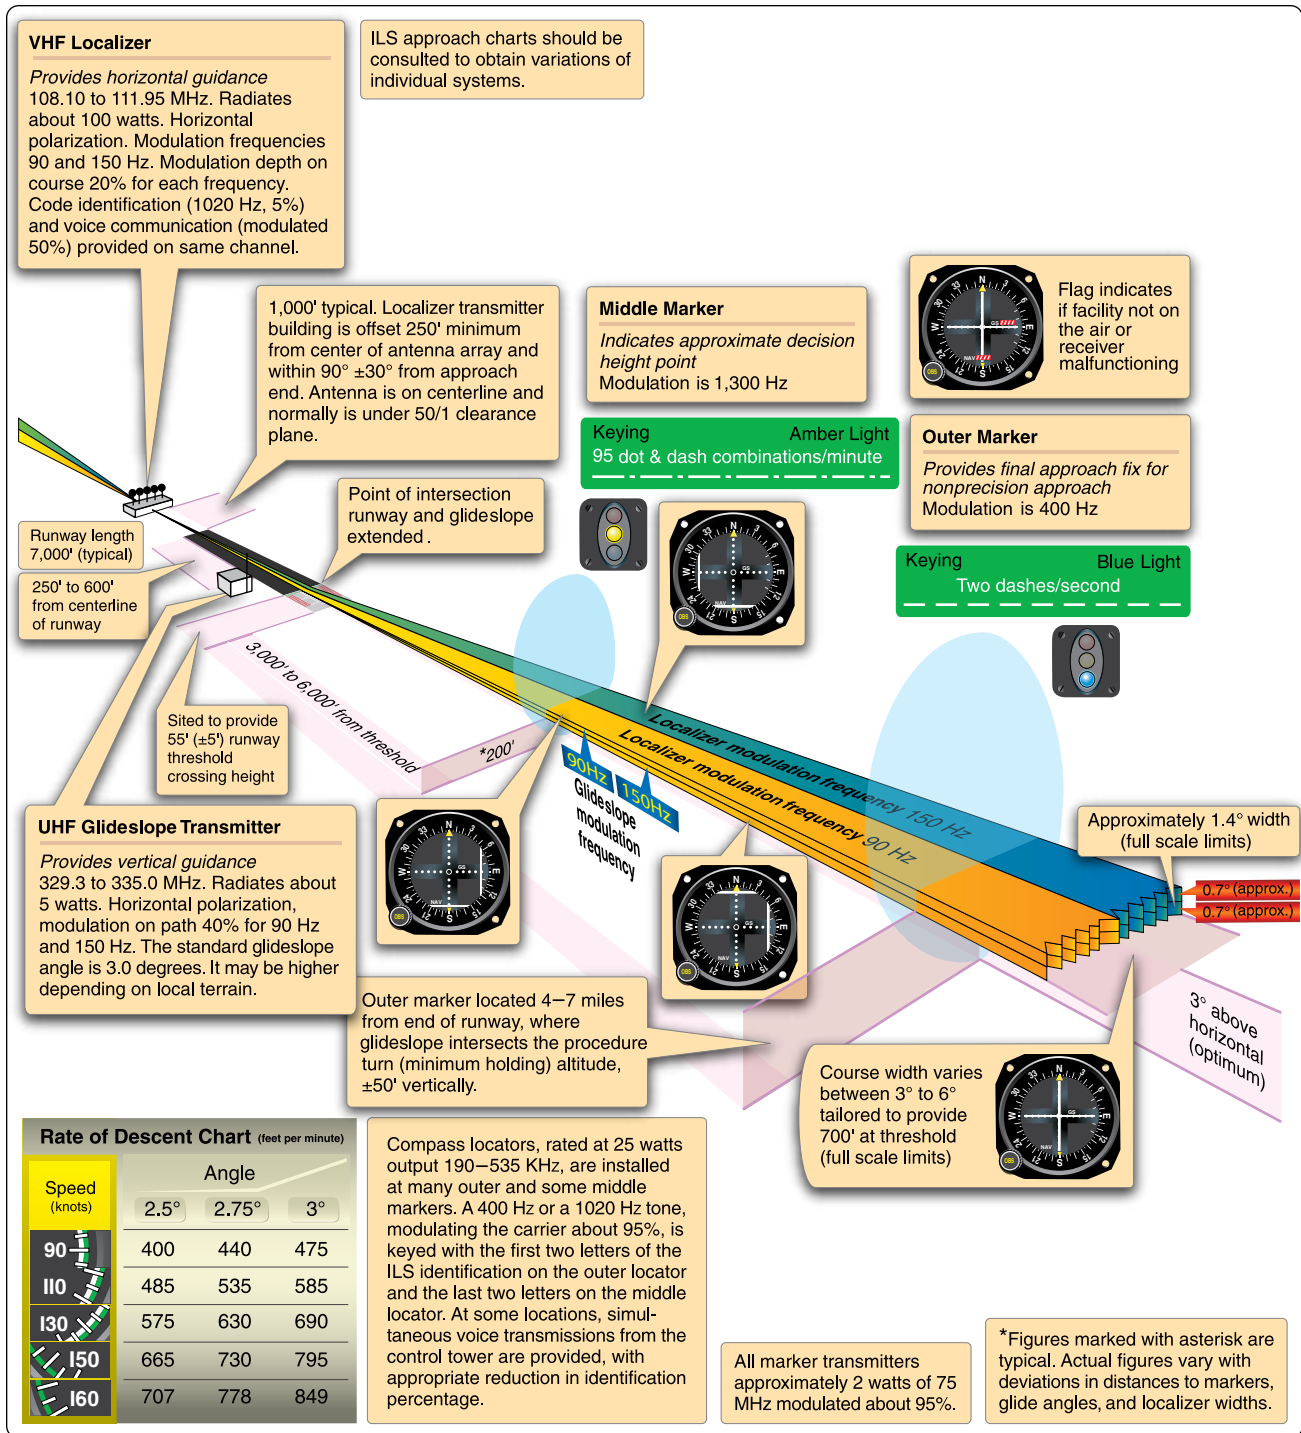 VHF Localizer
Provides horizontal guidance
108.10 to 111.95 MHz. Radiates
about 100 watts. Horizontal
polarization. Modulation frequencies
90 and 150 Hz. Modulation depth on
course 20% for each frequency.
Code identification (1020 Hz, 5%)
and voice communication (modulated
50%) provided on same channel.
ILS approach charts should be
consulted to obtain variations of
individual systems.
1,000' typical. Localizer transmitter
building is offset 250' minimum
from center of antenna array and
within 90° ±30° from approach
end. Antenna is on centerline and
normally is under 50/1 clearance
plane.
Middle Marker
Indicates approximate decision
height point
Modulation is 1,300 Hz
Keying Amber Light
95 dot & dash combinations/minute
Flag indicates
if facility not on
the air or
receiver
malfunctioning
Outer Marker
Provides final approach fix for
nonprecision approach
Modulation is 400 Hz
Keying Blue Light
Two dashes/second
Runway length
7,000' (typical)
250' to 600'
from centerline
of runway
Point of intersection
runway and glideslope
extended .
3,000' to 6,000' from threshold
*200'
Sited to provide
55' (±5') runway
threshold
crossing height
Localizer modulation frequency 150 Hz
Localizer modulation frequency 90 Hz
90Hz
150Hz
Glideslope
modulation
frequency
UHF Glideslope Transmitter
Provides vertical guidance
329.3 to 335.0 MHz. Radiates about
5 watts. Horizontal polarization,
modulation on path 40% for 90 Hz
and 150 Hz. The standard glideslope
angle is 3.0 degrees. It may be higher
depending on local terrain.
Approximately 1.4° width
(full scale limits)
0.7° (approx.)
0.7° (approx.)
Outer marker located 4–7 miles
from end of runway, where
glideslope intersects the procedure
turn (minimum holding) altitude,
±50' vertically.
3° above
horizontal
(optimum)
Course width varies
between 3° to 6°
tailored to provide
700' at threshold
(full scale limits)
Rate of Descent Chart (feet per minute)
Speed
(knots)
Angle
2.5° 2.75° 3°
90 400 440 475
110 485 535 585
130 575 630 690
150 665 730 795
160 707 778 849
Compass locators, rated at 25 watts
output 190–535 KHz, are installed
at many outer and some middle
markers. A 400 Hz or a 1020 Hz tone,
modulating the carrier about 95%, is
keyed with the first two letters of the
ILS identification on the outer locator
and the last two letters on the middle
locator. At some locations, simul-
taneous voice transmissions from the
control tower are provided, with
appropriate reduction in identification
percentage.
All marker transmitters
approximately 2 watts of 75
MHz modulated about 95%.
*Figures marked with asterisk are
typical. Actual figures vary with
deviations in distances to markers,
glide angles, and localizer widths.